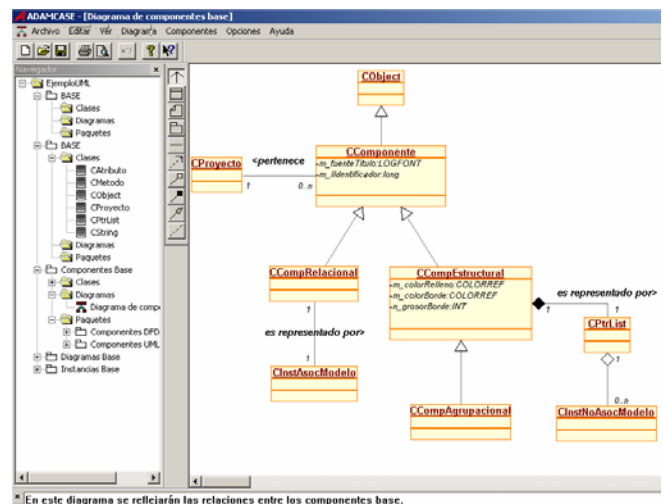 ADAMCASE - [Diagrama de componentes base]
Archivo Editar Ver Diagrama Componentes Opciones Ayuda
Navegador
EjemploUML
BASE
Clases
Diagramas
Paquetes
BASE
Clases
CAtributo
CMetodo
CObject
CProyecto
CPtrList
CString
Diagramas
Paquetes
Componentes Base
Clases
Diagramas
Diagrama de comp
Paquetes
Componentes DFD
Componentes UML
Diagramas Base
Instancias Base
CObject
CComponente
-m_fuenteTitulo:LOGFONT
-m_lIdentificador:long
CProyecto
<pertenece
1
0..n
CCompRelacional
1
es representado por>
1
CInstAsocModelo
CCompEstructural
-m_colorRelleno:COLORREF
-m_colorBorde:COLORREF
-n_grosorBorde:INT
CCompAgrupacional
es representado por>
1
1
CPtrList
1
0..n
CInstNoAsocModelo
En este diagrama se reflejarán las relaciones entre los componentes base.